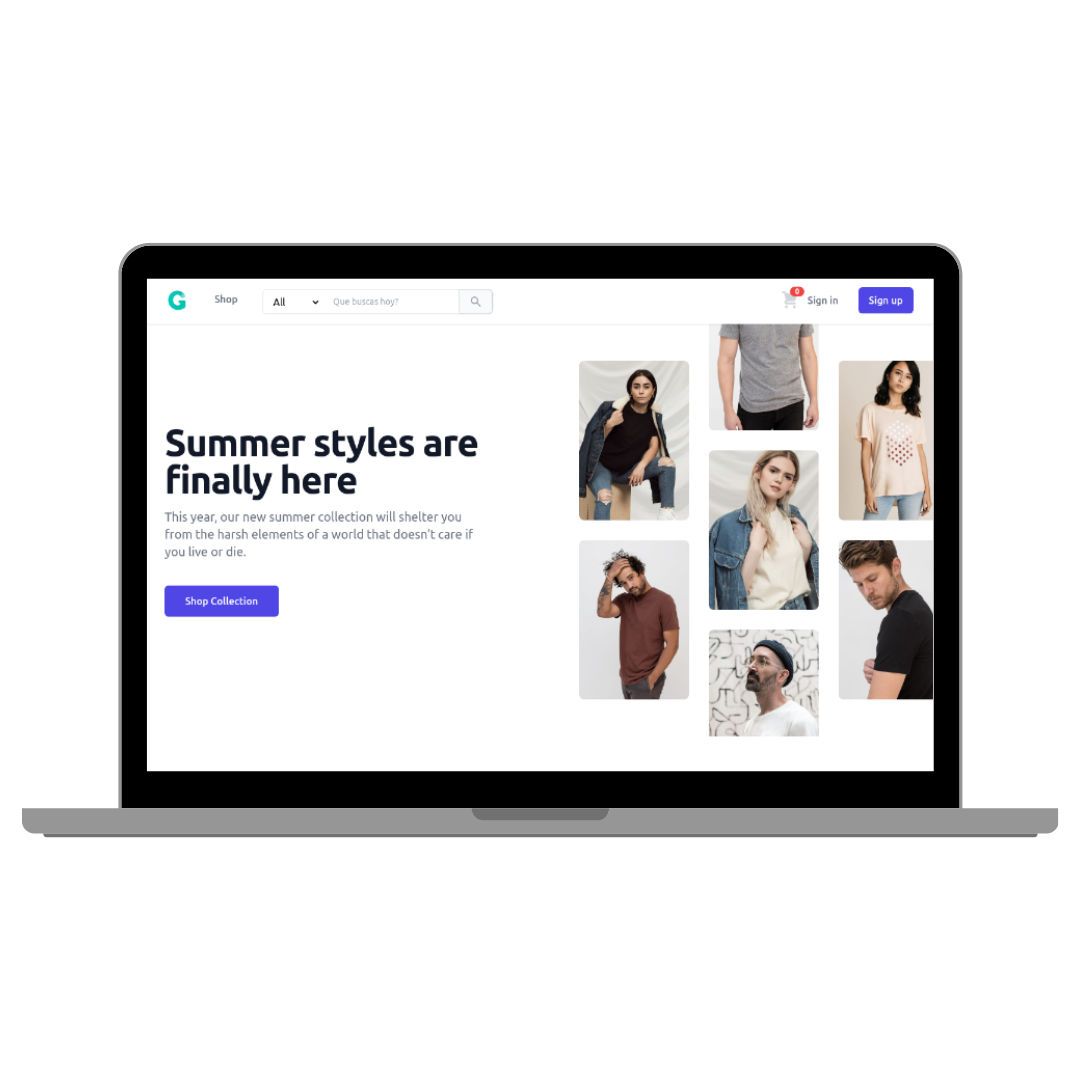 G
Shop
All
Que buscas hoy?
0
Sign in
Sign up
Summer styles are
finally here
This year, our new summer collection will shelter you
from the harsh elements of a world that doesn't care if
you live or die.
Shop Collection